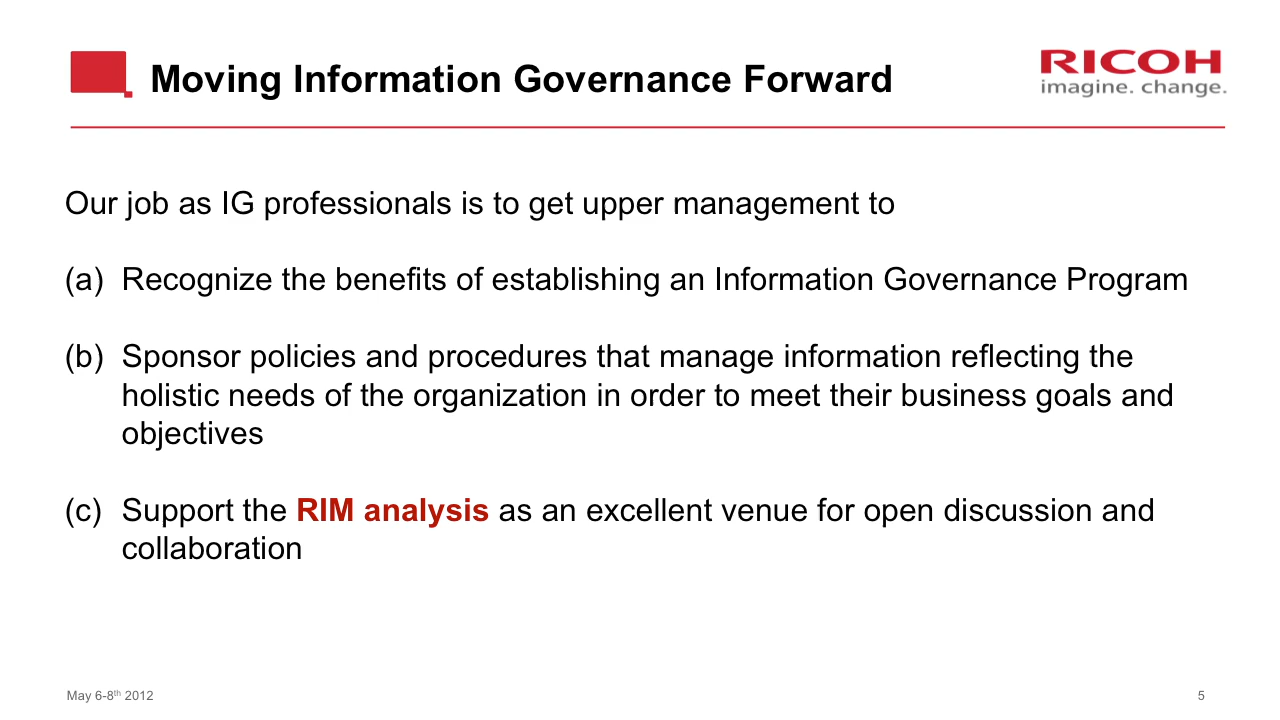 Moving Information Governance Forward
RICOH
imagine. change.
Our job as IG professionals is to get upper management to
(a) Recognize the benefits of establishing an Information Governance Program
(b) Sponsor policies and procedures that manage information reflecting the
holistic needs of the organization in order to meet their business goals and
objectives
(c) Support the RIM analysis as an excellent venue for open discussion and
collaboration
May 6-8th 2012
5